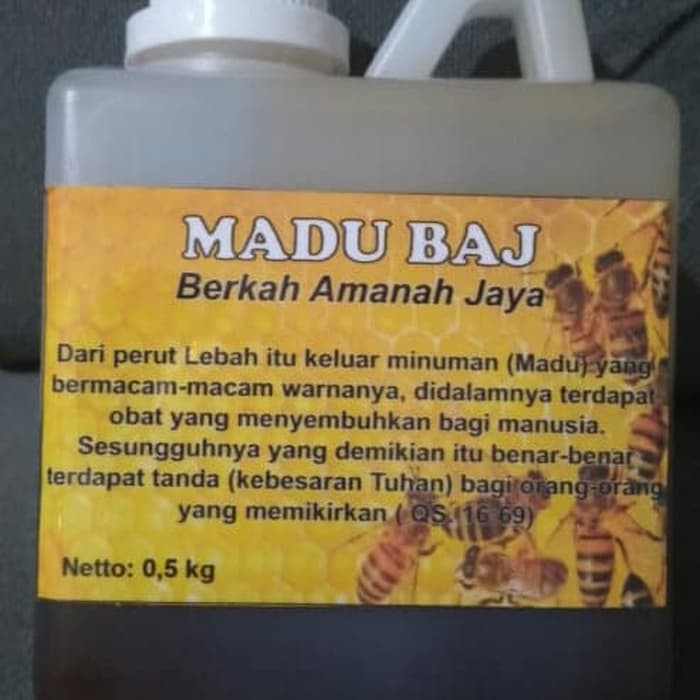 MADU BAJ
Berkah Amanah Jaya
Dari perut Lebah itu keluar minuman (Madu) yang
bermacam-macam warnanya, didalamnya terdapat
obat yang menyembuhkan bagi manusia.
Sesungguhnya yang demikian itu benar-benar
terdapat tanda (kebesaran Tuhan) bagi orang-orang
yang memikirkan ( QS. 16:69)
Netto: 0,5 kg